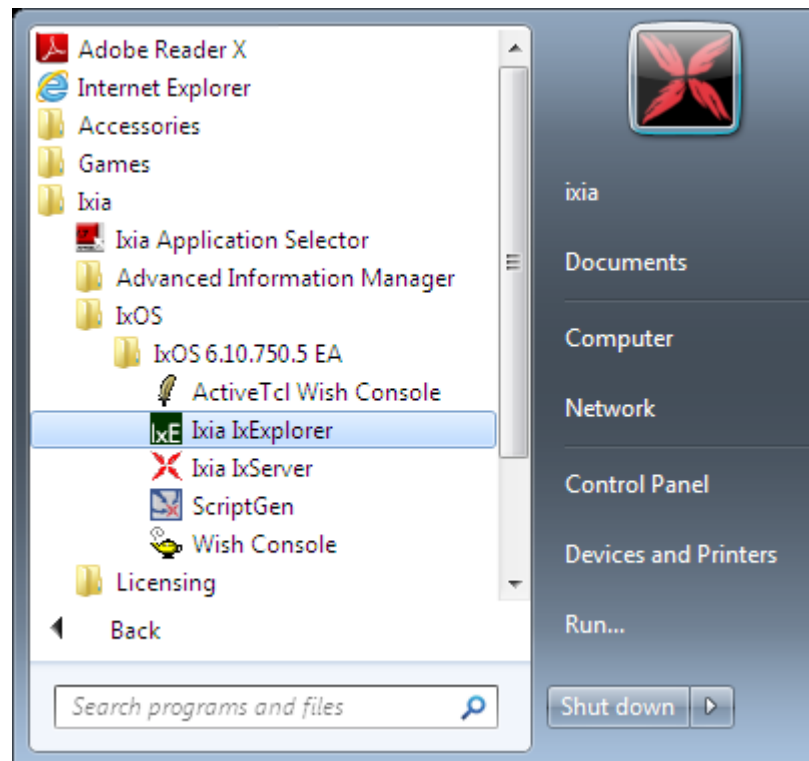 Adobe Reader X
Internet Explorer
Accessories
Games
Ixia
Ixia Application Selector
Advanced Information Manager
IxOS
IxOS 6.10.750.5 EA
ActiveTcl Wish Console
IxE Ixia IxExplorer
Ixia IxServer
ScriptGen
Wish Console
Licensing
Back
Search programs and files
ixia
Documents
Computer
Network
Control Panel
Devices and Printers
Run...
Shut down